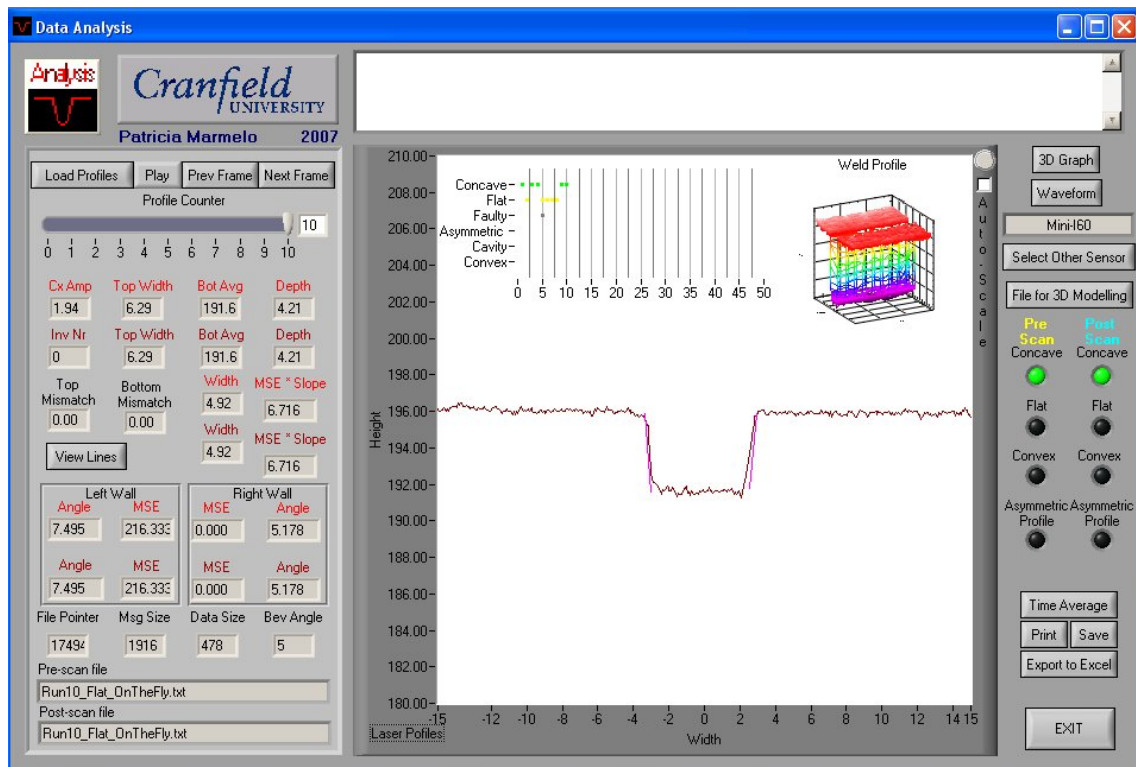 Data Analysis
Analysis
Cranfield
UNIVERSITY
Patricia Marmelo 2007
Load Profiles Play Prev Frame Next Frame
Profile Counter
10
0 1 2 3 4 5 6 7 8 9 10
Cx Amp Top Width Bot Avg Depth
1.94 6.29 191.6 4.21
Inv Nr Top Width Bot Avg Depth
0 6.29 191.6 4.21
Top Mismatch Bottom Mismatch Width MSE * Slope
0.00 0.00 4.92 6.716
Width MSE * Slope
4.92 6.716
View Lines
Left Wall Right Wall
Angle MSE MSE Angle
7.495 216.333 0.000 5.178
Angle MSE MSE Angle
7.495 216.333 0.000 5.178
File Pointer Msg Size Data Size Bev Angle
1916 478 5
Pre-scan file
Run10_Flat_OnTheFly.txt
Post-scan file
Run10_Flat_OnTheFly.txt
210.00
208.00
206.00
204.00
202.00
200.00
198.00
196.00
194.00
192.00
190.00
188.00
186.00
184.00
182.00
180.00
Height
-15 -12 -10 -8 -6 -4 -2 0 2 4 6 8 10 12 14 15
Width
Laser Pofiles
Concave
Flat
Faulty
Asymmetric
Cavity
Convex
0 5 10 15 20 25 30 35 40 45 50
Weld Profile
Auto-Scale
3D Graph
Waveform
Mini-I60
Select Other Sensor
File for 3D Modelling
Pre Scan Post Scan
Concave Concave
Flat Flat
Convex Convex
Asymmetric Profile Asymmetric Profile
Time Average
Print Save
Export to Excel
EXIT